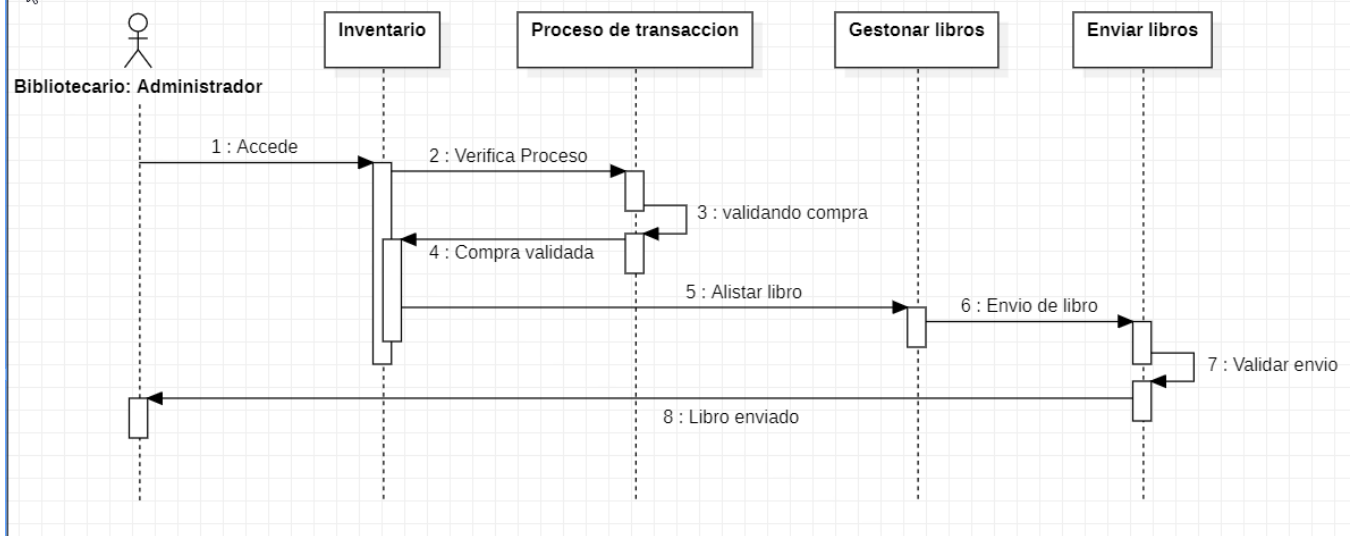 Inventario
Proceso de transaccion
Gestonar libros
Enviar libros
Bibliotecario: Administrador
1 : Accede
2 : Verifica Proceso
3 : validando compra
4 : Compra validada
5 : Alistar libro
6 : Envio de libro
7 : Validar envio
8 : Libro enviado